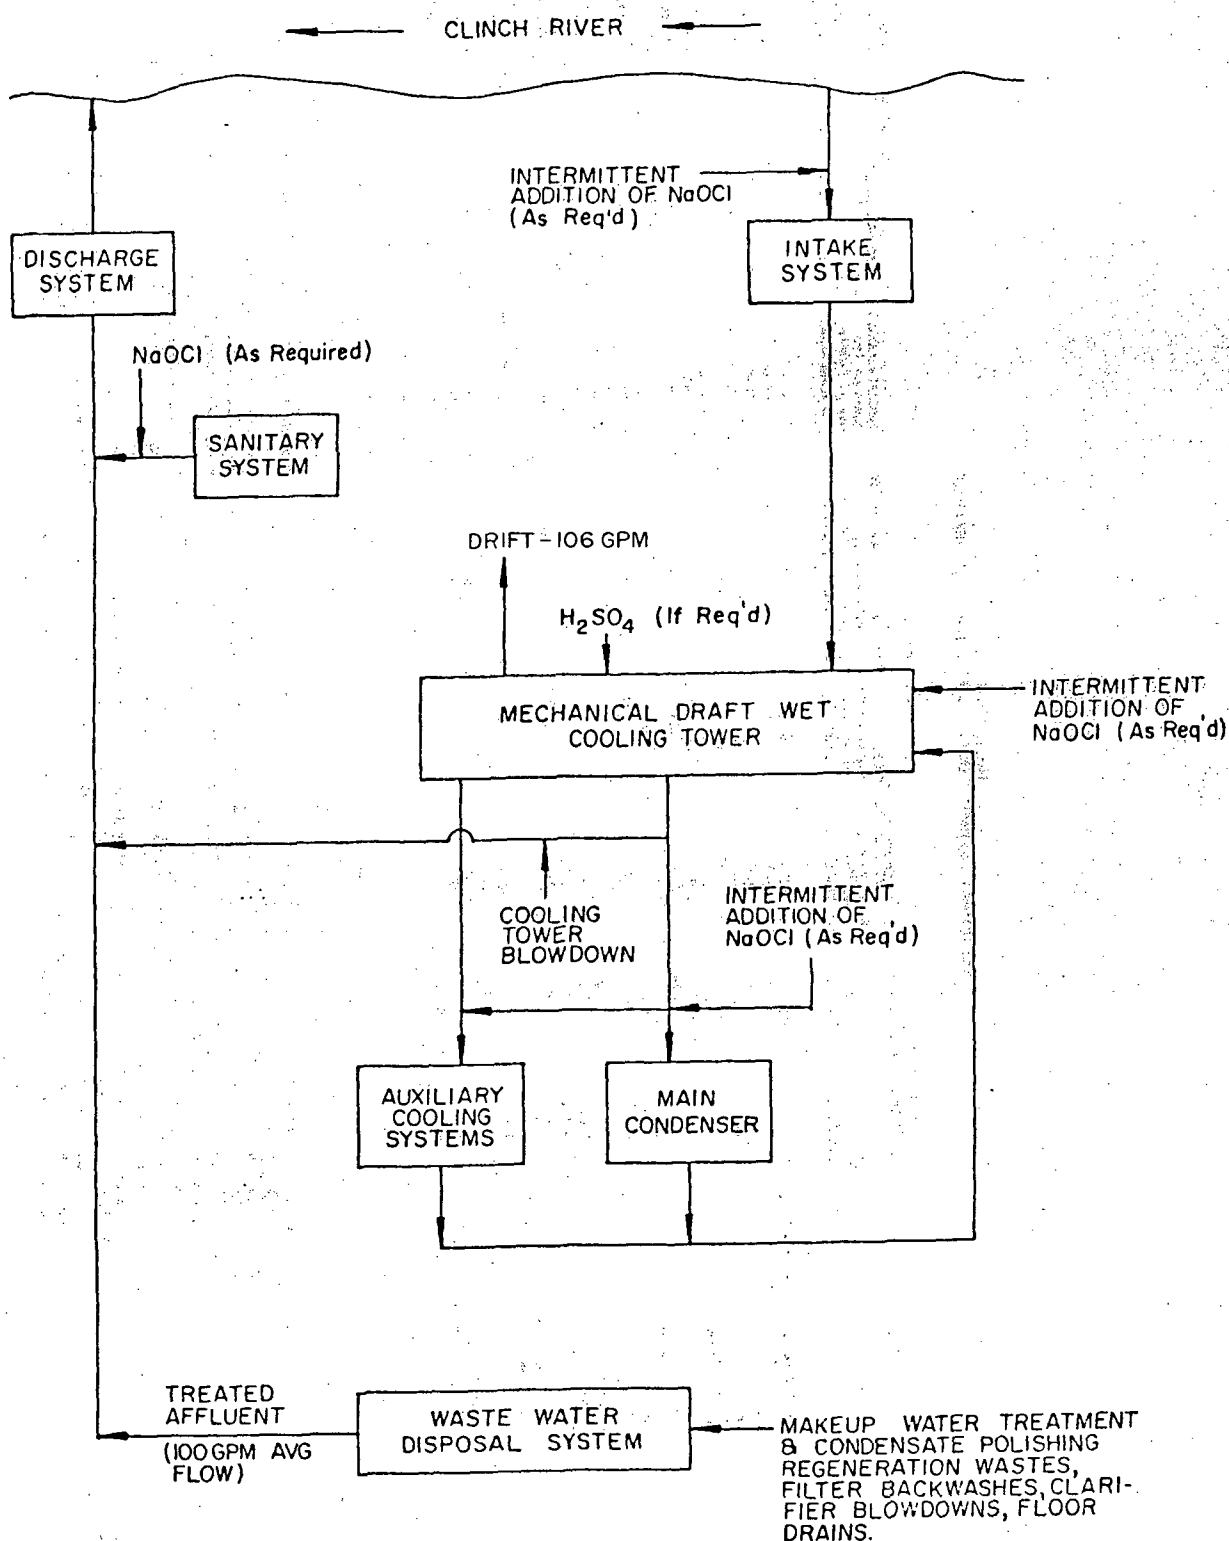 CLINCH RIVER
INTERMITTENT
ADDITION OF NaOCl
(As Req'd)
DISCHARGE
SYSTEM
INTAKE
SYSTEM
NaOCl (As Required)
SANITARY
SYSTEM
DRIFT-106 GPM
H2SO4 (If Req'd)
MECHANICAL DRAFT WET
COOLING TOWER
INTERMITTENT
ADDITION OF
NaOCl (As Req'd)
COOLING
TOWER
BLOWDOWN
INTERMITTENT
ADDITION OF
NaOCl (As Req'd)
AUXILIARY
COOLING
SYSTEMS
MAIN
CONDENSER
TREATED
AFFLUENT
(100 GPM AVG
FLOW)
WASTE WATER
DISPOSAL SYSTEM
MAKEUP WATER TREATMENT
& CONDENSATE POLISHING
REGENERATION WASTES,
FILTER BACKWASHES, CLARI-
FIER BLOWDOWNS, FLOOR
DRAINS.